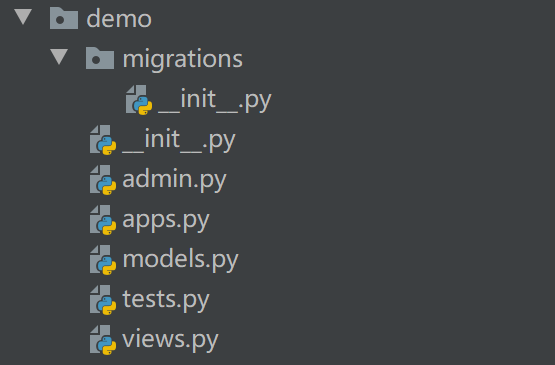 demo
migrations
__init__.py
__init__.py
admin.py
apps.py
models.py
tests.py
views.py